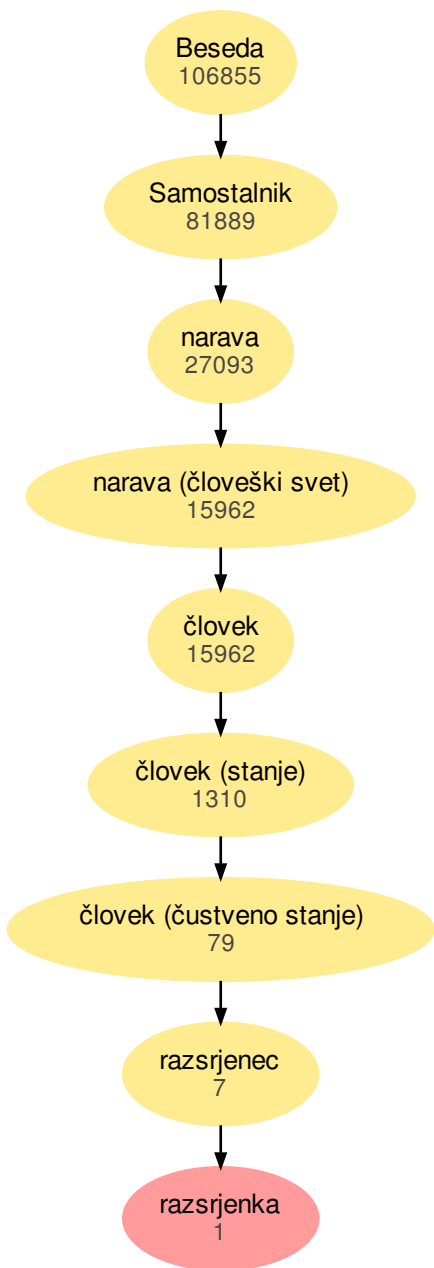 Beseda
106855
Samostalnik
81889
narava
27093
narava (človeški svet)
15962
človek
15962
človek (stanje)
1310
človek (čustveno stanje)
79
razsrjenec
7
razsrjenka
1